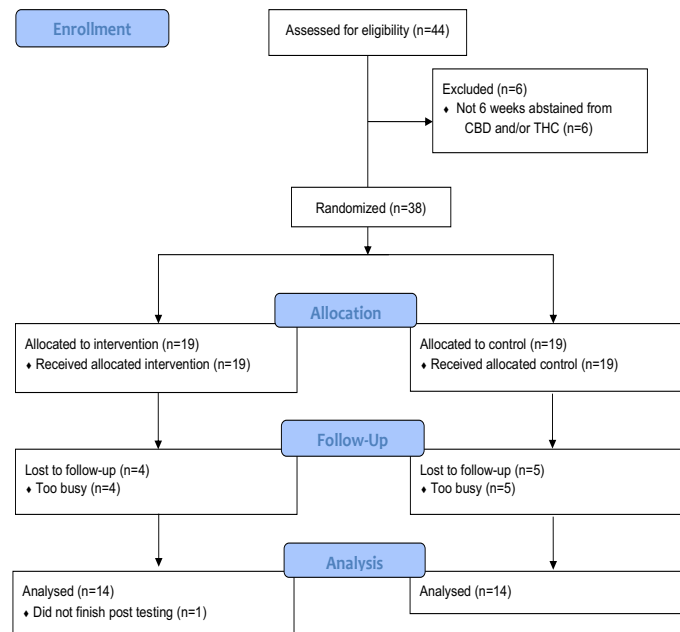 Enrollment
Assessed for eligibility (n=44)
Excluded (n=6)
♦ Not 6 weeks abstained from
CBD and/or THC (n=6)
Randomized (n=38)
Allocation
Allocated to intervention (n=19)
♦ Received allocated intervention (n=19)
Allocated to control (n=19)
♦ Received allocated control (n=19)
Follow-Up
Lost to follow-up (n=4)
♦ Too busy (n=4)
Lost to follow-up (n=5)
♦ Too busy (n=5)
Analysis
Analysed (n=14)
♦ Did not finish post testing (n=1)
Analysed (n=14)